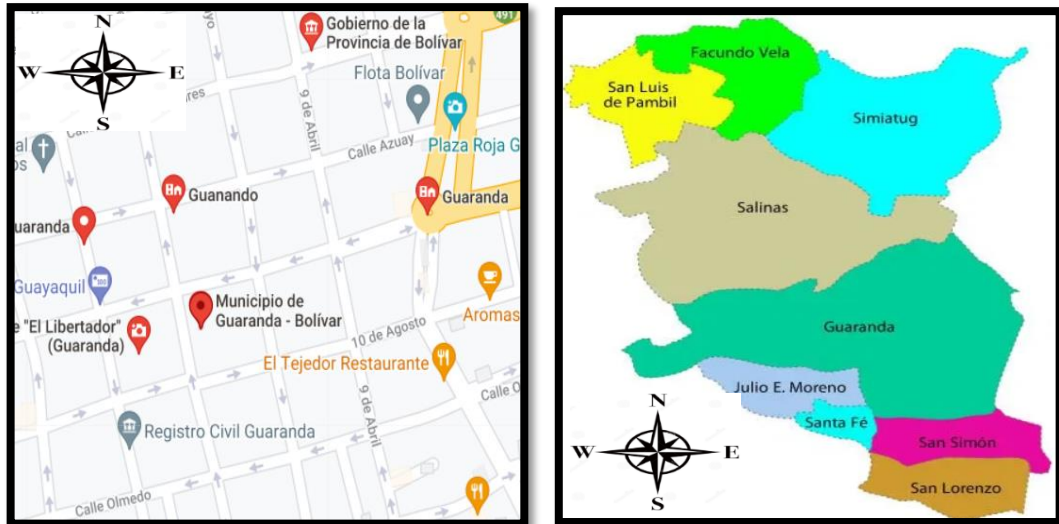 N
W
E
S
491
Gobierno de la
Provincia de Bolívar
Flota Bolívar
9 de Abril
Plaza Roja G
Calle Azuay
Guanando
Guaranda
uaranda
Guayaquil
Municipio de
Guaranda - Bolívar
e "El Libertador"
(Guaranda)
Aromas
10 de Agosto
El Tejedor Restaurante
Calle O
9 de Abril
Registro Civil Guaranda
Calle Olmedo
Facundo Vela
San Luis
de Pambil
Simiatug
Salinas
Guaranda
Julio E. Moreno
Santa Fé
San Simón
San Lorenzo
N
W
E
S